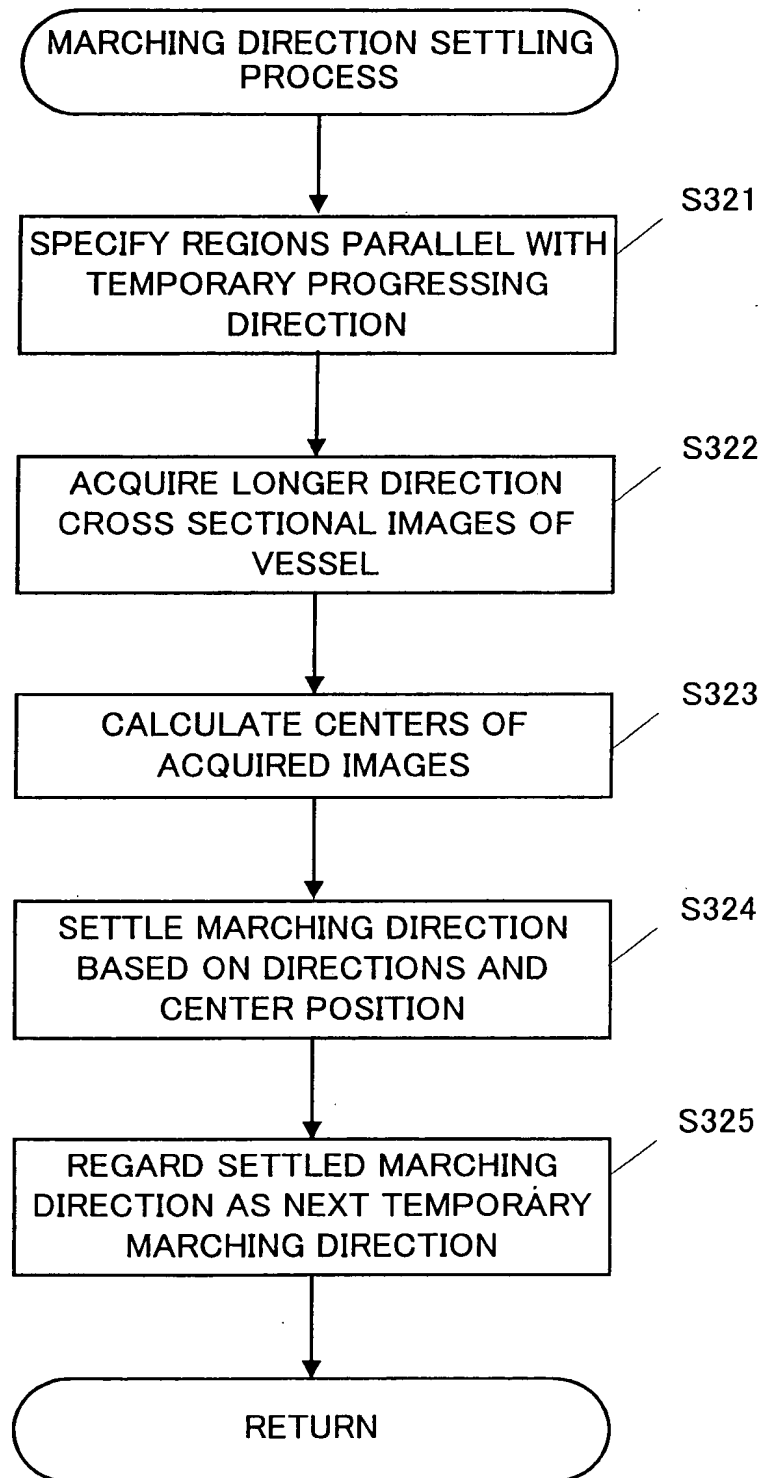 MARCHING DIRECTION SETTLING
PROCESS
S321
SPECIFY REGIONS PARALLEL WITH
TEMPORARY PROGRESSING
DIRECTION
S322
ACQUIRE LONGER DIRECTION
CROSS SECTIONAL IMAGES OF
VESSEL
S323
CALCULATE CENTERS OF
ACQUIRED IMAGES
S324
SETTLE MARCHING DIRECTION
BASED ON DIRECTIONS AND
CENTER POSITION
S325
REGARD SETTLED MARCHING
DIRECTION AS NEXT TEMPORARY
MARCHING DIRECTION
RETURN